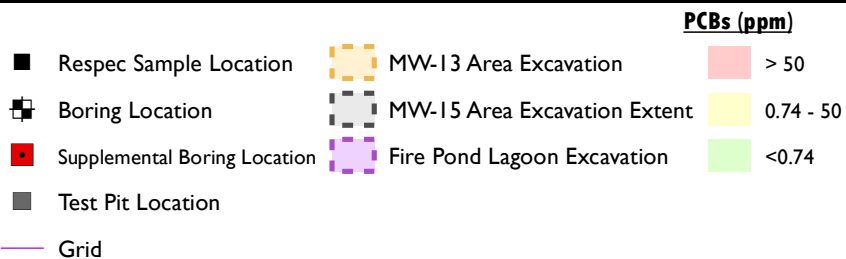 PCBs (ppm)
Respec Sample Location
MW-13 Area Excavation
> 50
Boring Location
MW-15 Area Excavation Extent
0.74 - 50
Supplemental Boring Location
Fire Pond Lagoon Excavation
<0.74
Test Pit Location
Grid